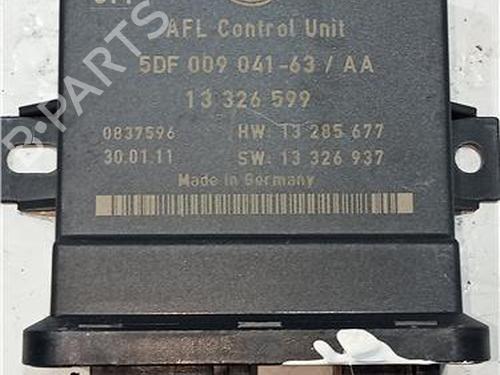 AFL Control Unit
5DF 009 041-63 / AA
13 326 599
0837596 HW: 13 285 677
30.01.11 SW: 13 326 937
Made in Germany
B-PARTS